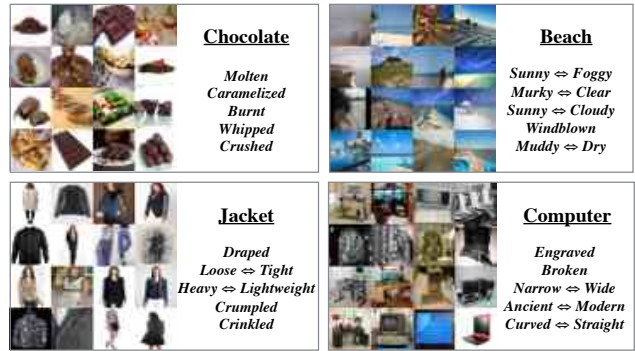 Chocolate
Molten
Caramelized
Burnt
Whipped
Crushed
Beach
Sunny ⇔ Foggy
Murky ⇔ Clear
Sunny ⇔ Cloudy
Windblown
Muddy ⇔ Dry
Jacket
Draped
Loose ⇔ Tight
Heavy ⇔ Lightweight
Crumpled
Crinkled
Computer
Engraved
Broken
Narrow ⇔ Wide
Ancient ⇔ Modern
Curved ⇔ Straight